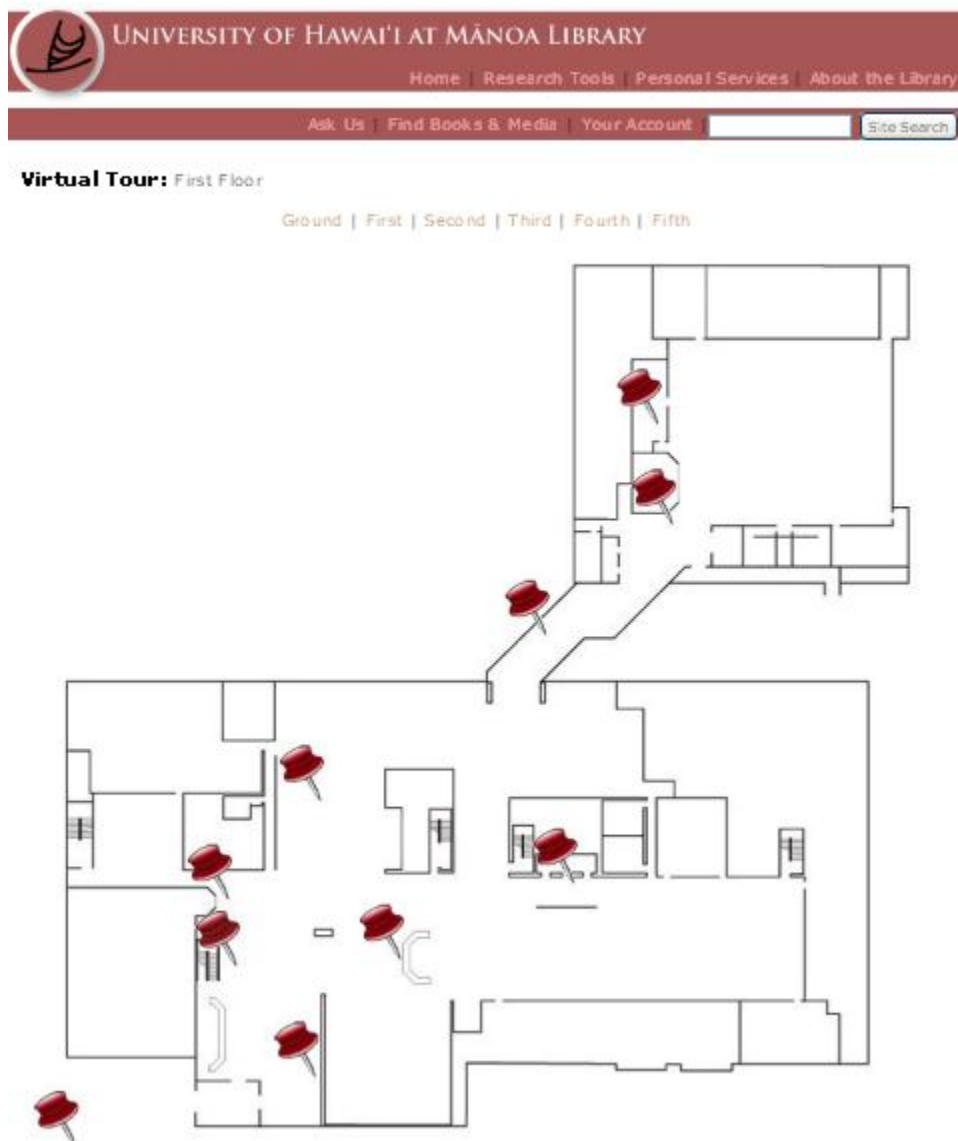 UNIVERSITY OF HAWAI'I AT MĀNOA LIBRARY
Home | Research Tools | Personal Services | About the Library
Ask Us | Find Books & Media | Your Account | Site Search
Virtual Tour: First Floor
Ground | First | Second | Third | Fourth | Fifth